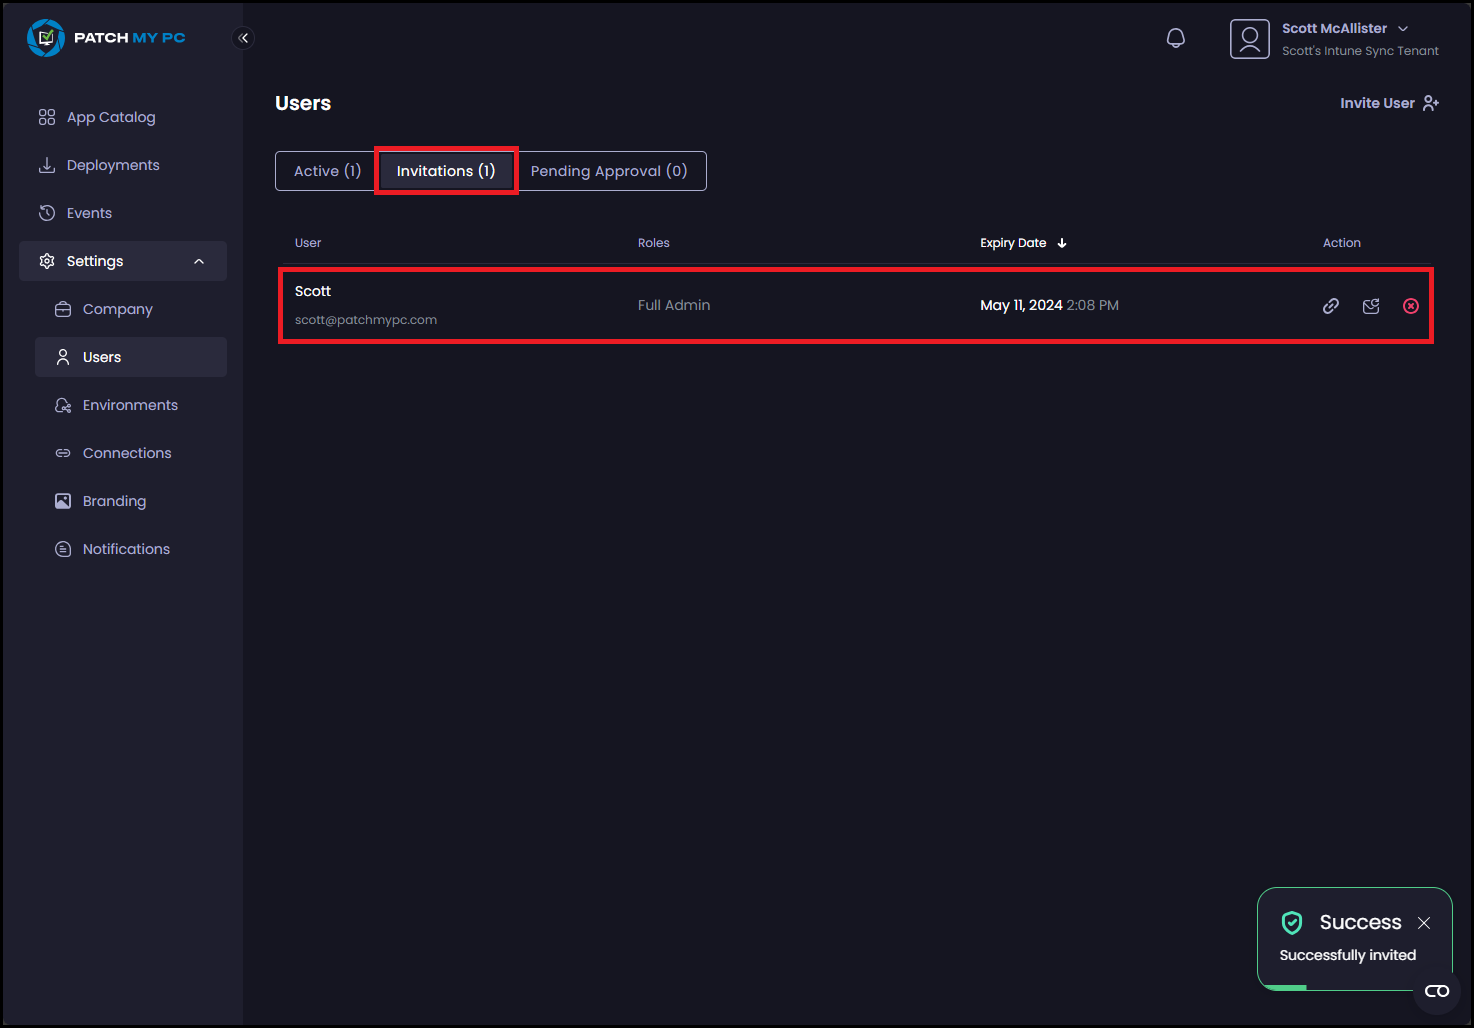 PATCH MY PC
Scott McAllister
Scott's Intune Sync Tenant
App Catalog
Deployments
Events
Settings
Company
Users
Environments
Connections
Branding
Notifications
Users
Invite User
Active (1)
Invitations (1)
Pending Approval (0)
User Roles Expiry Date Action
Scott
scott@patchmypc.com
Full Admin
May 11, 2024 2:08 PM
Success
Successfully invited